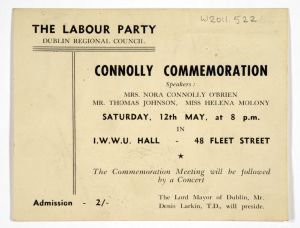 W2011.522
THE LABOUR PARTY
DUBLIN REGIONAL COUNCIL
CONNOLLY COMMEMORATION
Speakers:
MRS. NORA CONNOLLY O'BRIEN
MR. THOMAS JOHNSON, MISS HELENA MOLONY
SATURDAY, 12th MAY, at 8 p.m.
IN
I.W.W.U. HALL - 48 FLEET STREET
The Commemoration Meeting will be followed
by a Concert
Admission - 2/-
The Lord Mayor of Dublin, Mr.
Denis Larkin, T.D., will preside.